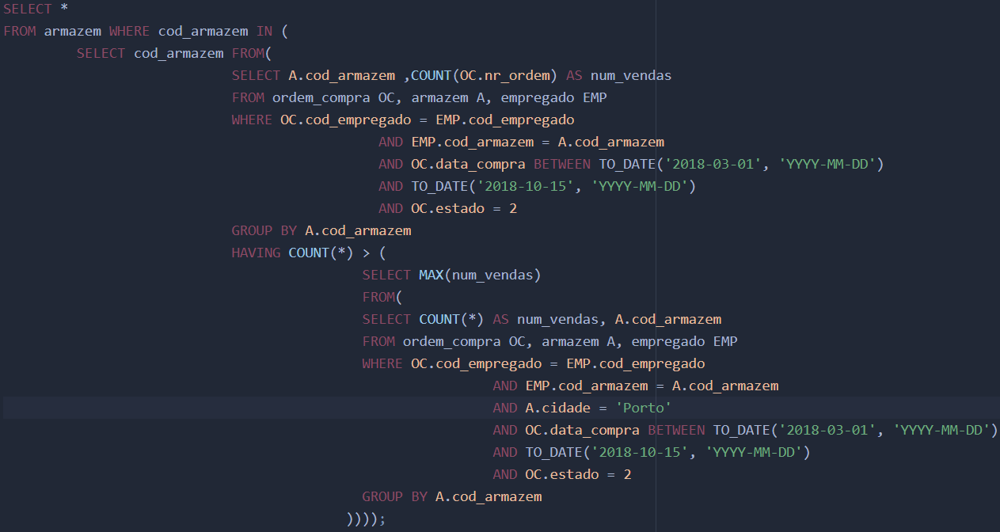 SELECT *
FROM armazem WHERE cod_armazem IN (
SELECT cod_armazem FROM(
SELECT A.cod_armazem ,COUNT(OC.nr_ordem) AS num_vendas
FROM ordem_compra OC, armazem A, empregado EMP
WHERE OC.cod_empregado = EMP.cod_empregado
AND EMP.cod_armazem = A.cod_armazem
AND OC.data_compra BETWEEN TO_DATE('2018-03-01', 'YYYY-MM-DD')
AND TO_DATE('2018-10-15', 'YYYY-MM-DD')
AND OC.estado = 2
GROUP BY A.cod_armazem
HAVING COUNT(*) > (
SELECT MAX(num_vendas)
FROM(
SELECT COUNT(*) AS num_vendas, A.cod_armazem
FROM ordem_compra OC, armazem A, empregado EMP
WHERE OC.cod_empregado = EMP.cod_empregado
AND EMP.cod_armazem = A.cod_armazem
AND A.cidade = 'Porto'
AND OC.data_compra BETWEEN TO_DATE('2018-03-01', 'YYYY-MM-DD')
AND TO_DATE('2018-10-15', 'YYYY-MM-DD')
AND OC.estado = 2
GROUP BY A.cod_armazem
))));